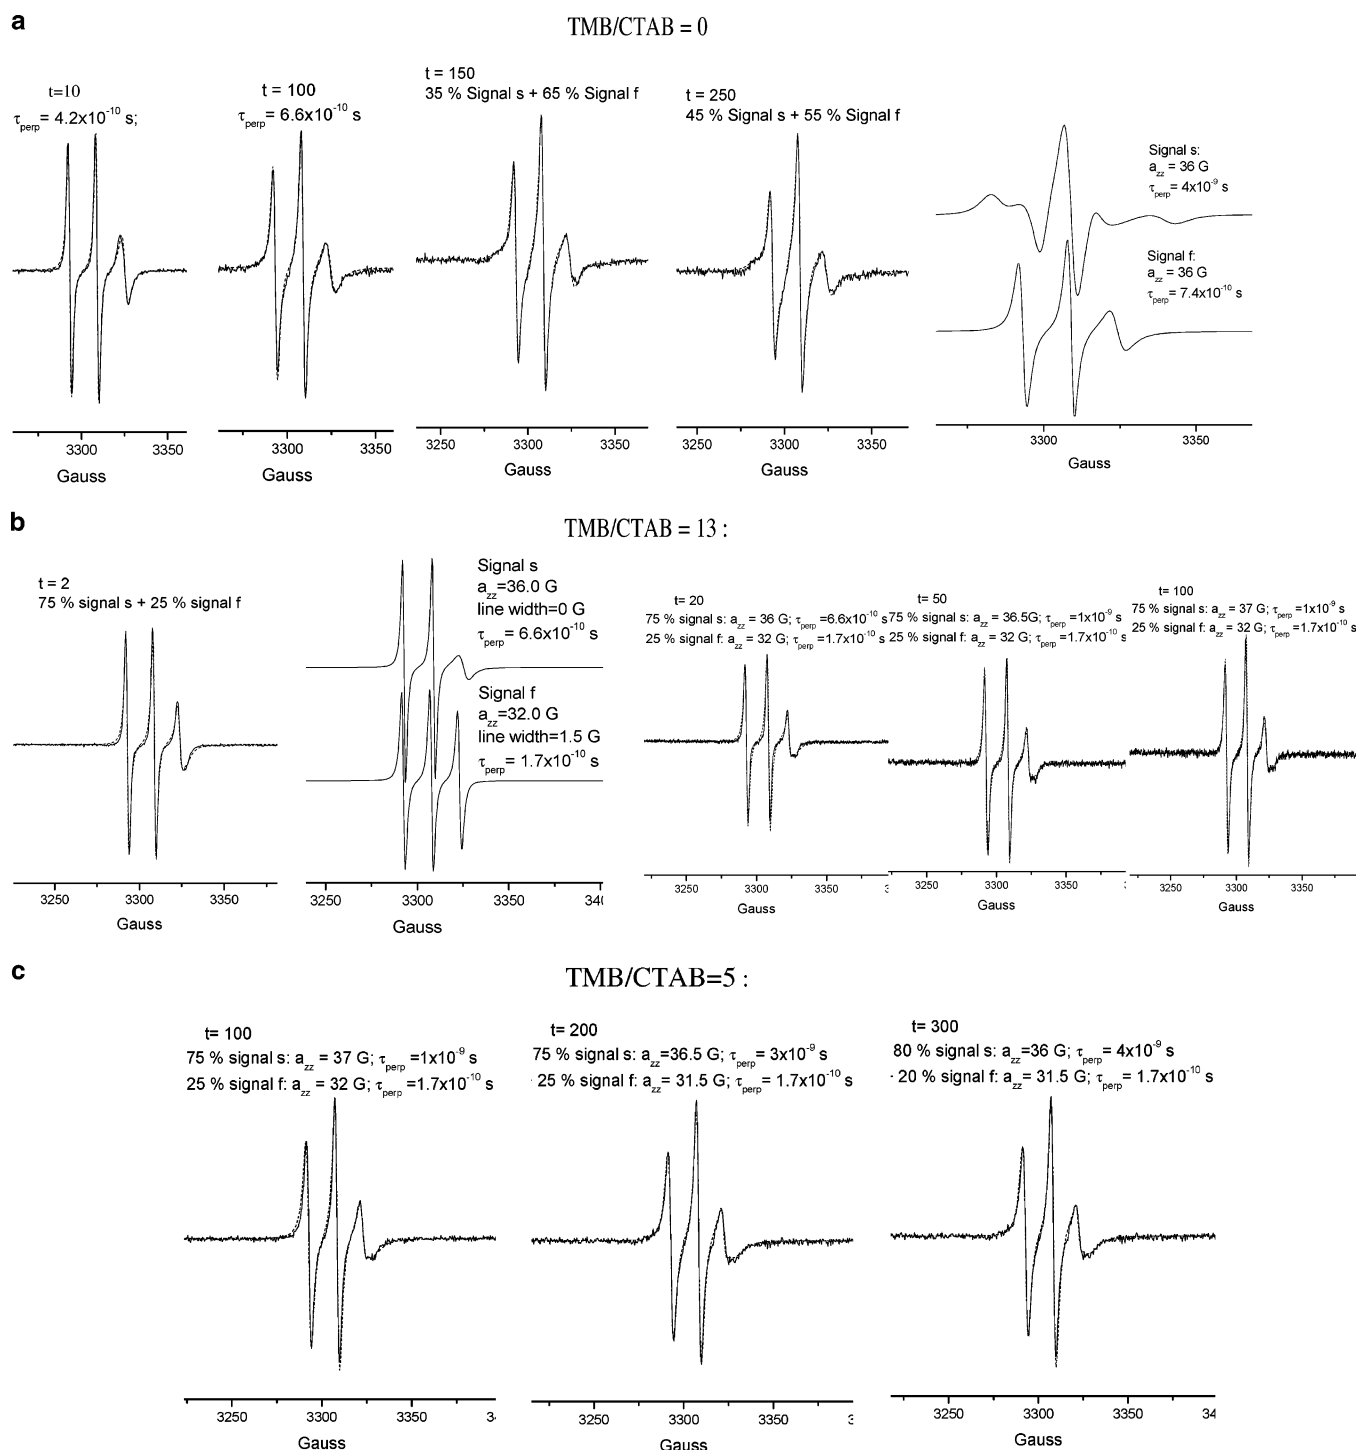 a
TMB/CTAB = 0
t=10
τperp= 4.2x10-10 s;
t = 100
τperp= 6.6x10-10 s
t = 150
35 % Signal s + 65 % Signal f
t = 250
45 % Signal s + 55 % Signal f
Signal s:
azz = 36 G
τperp= 4x10-9 s
Signal f:
azz = 36 G
τperp= 7.4x10-10 s
3300
Gauss
3300 3350
Gauss
3250 3300 3350
Gauss
3250 3300 3350
Gauss
3300 3350
Gauss
b
TMB/CTAB = 13 :
t = 2
75 % signal s + 25 % signal f
Signal s
azz=36.0 G
line width=0 G
τperp = 6.6x10-10 s
Signal f
azz=32.0 G
line width=1.5 G
τperp = 1.7x10-10 s
t = 20
75 % signal s: azz = 36 G; τperp=6.6x10-10 s
25 % signal f: azz = 32 G; τperp=1.7x10-10 s
t = 50
75 % signal s: azz = 36.5G; τperp =1x10-9 s
25 % signal f: azz = 32 G; τperp=1.7x10-10 s
t = 100
75 % signal s: azz = 37 G; τperp=1x10-9 s
25 % signal f: azz = 32 G; τperp=1.7x10-10 s
3250 3300 3350
Gauss
3250 3300 3350 340
Gauss
3250 3300 3350
Gauss
3250 3300 3350
Gauss
3250 3300 3350
Gauss
c
TMB/CTAB=5 :
t= 100
75 % signal s: azz = 37 G; τperp=1x10-9 s
25 % signal f: azz = 32 G; τperp= 1.7x10-10 s
t= 200
75 % signal s: azz=36.5 G; τperp= 3x10-9 s
25 % signal f: azz= 31.5 G; τperp= 1.7x10-10 s
t= 300
80 % signal s: azz=36 G; τperp= 4x10-9 s
20 % signal f: azz= 31.5 G; τperp= 1.7x10-10 s
3250 3300 3350
Gauss
3250 3300 3350
Gauss
3250 3300 3350 34
Gauss